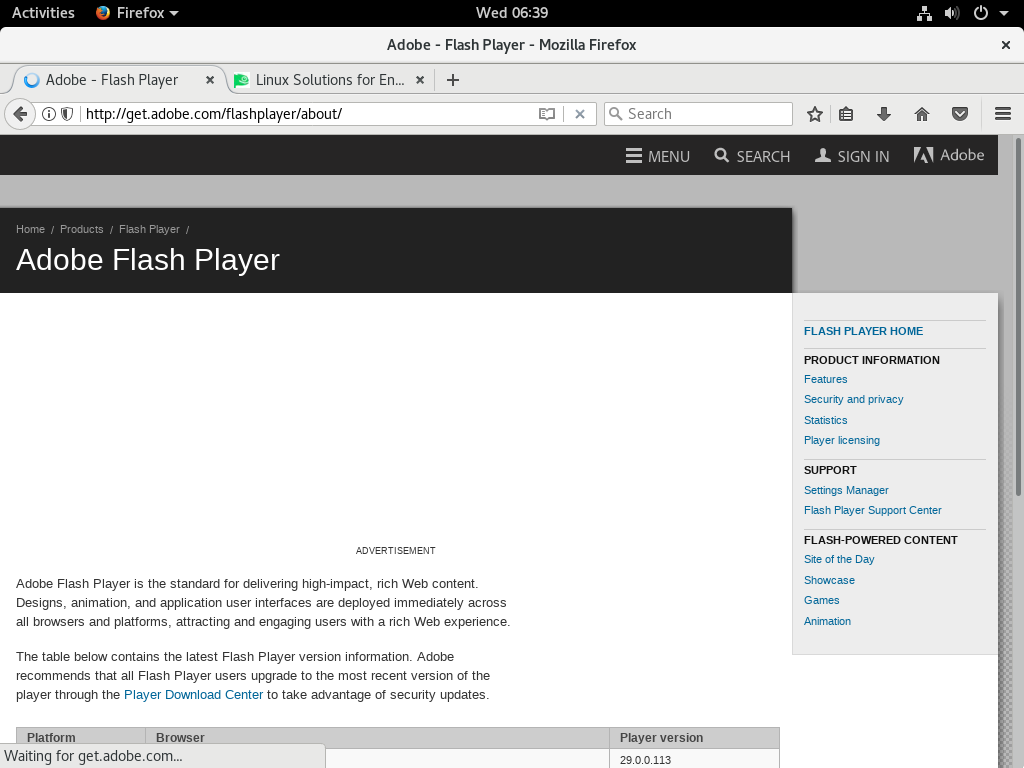 Activities Firefox Wed 06:39
Adobe - Flash Player - Mozilla Firefox
Adobe - Flash Player Linux Solutions for En...
http://get.adobe.com/flashplayer/about/ Search
MENU SEARCH SIGN IN Adobe
Home / Products / Flash Player /
Adobe Flash Player
FLASH PLAYER HOME
PRODUCT INFORMATION
Features
Security and privacy
Statistics
Player licensing
SUPPORT
Settings Manager
Flash Player Support Center
FLASH-POWERED CONTENT
Site of the Day
Showcase
Games
Animation
ADVERTISEMENT
Adobe Flash Player is the standard for delivering high-impact, rich Web content.
Designs, animation, and application user interfaces are deployed immediately across
all browsers and platforms, attracting and engaging users with a rich Web experience.
The table below contains the latest Flash Player version information. Adobe
recommends that all Flash Player users upgrade to the most recent version of the
player through the Player Download Center to take advantage of security updates.
Platform Browser Player version
29.0.0.113
Waiting for get.adobe.com...